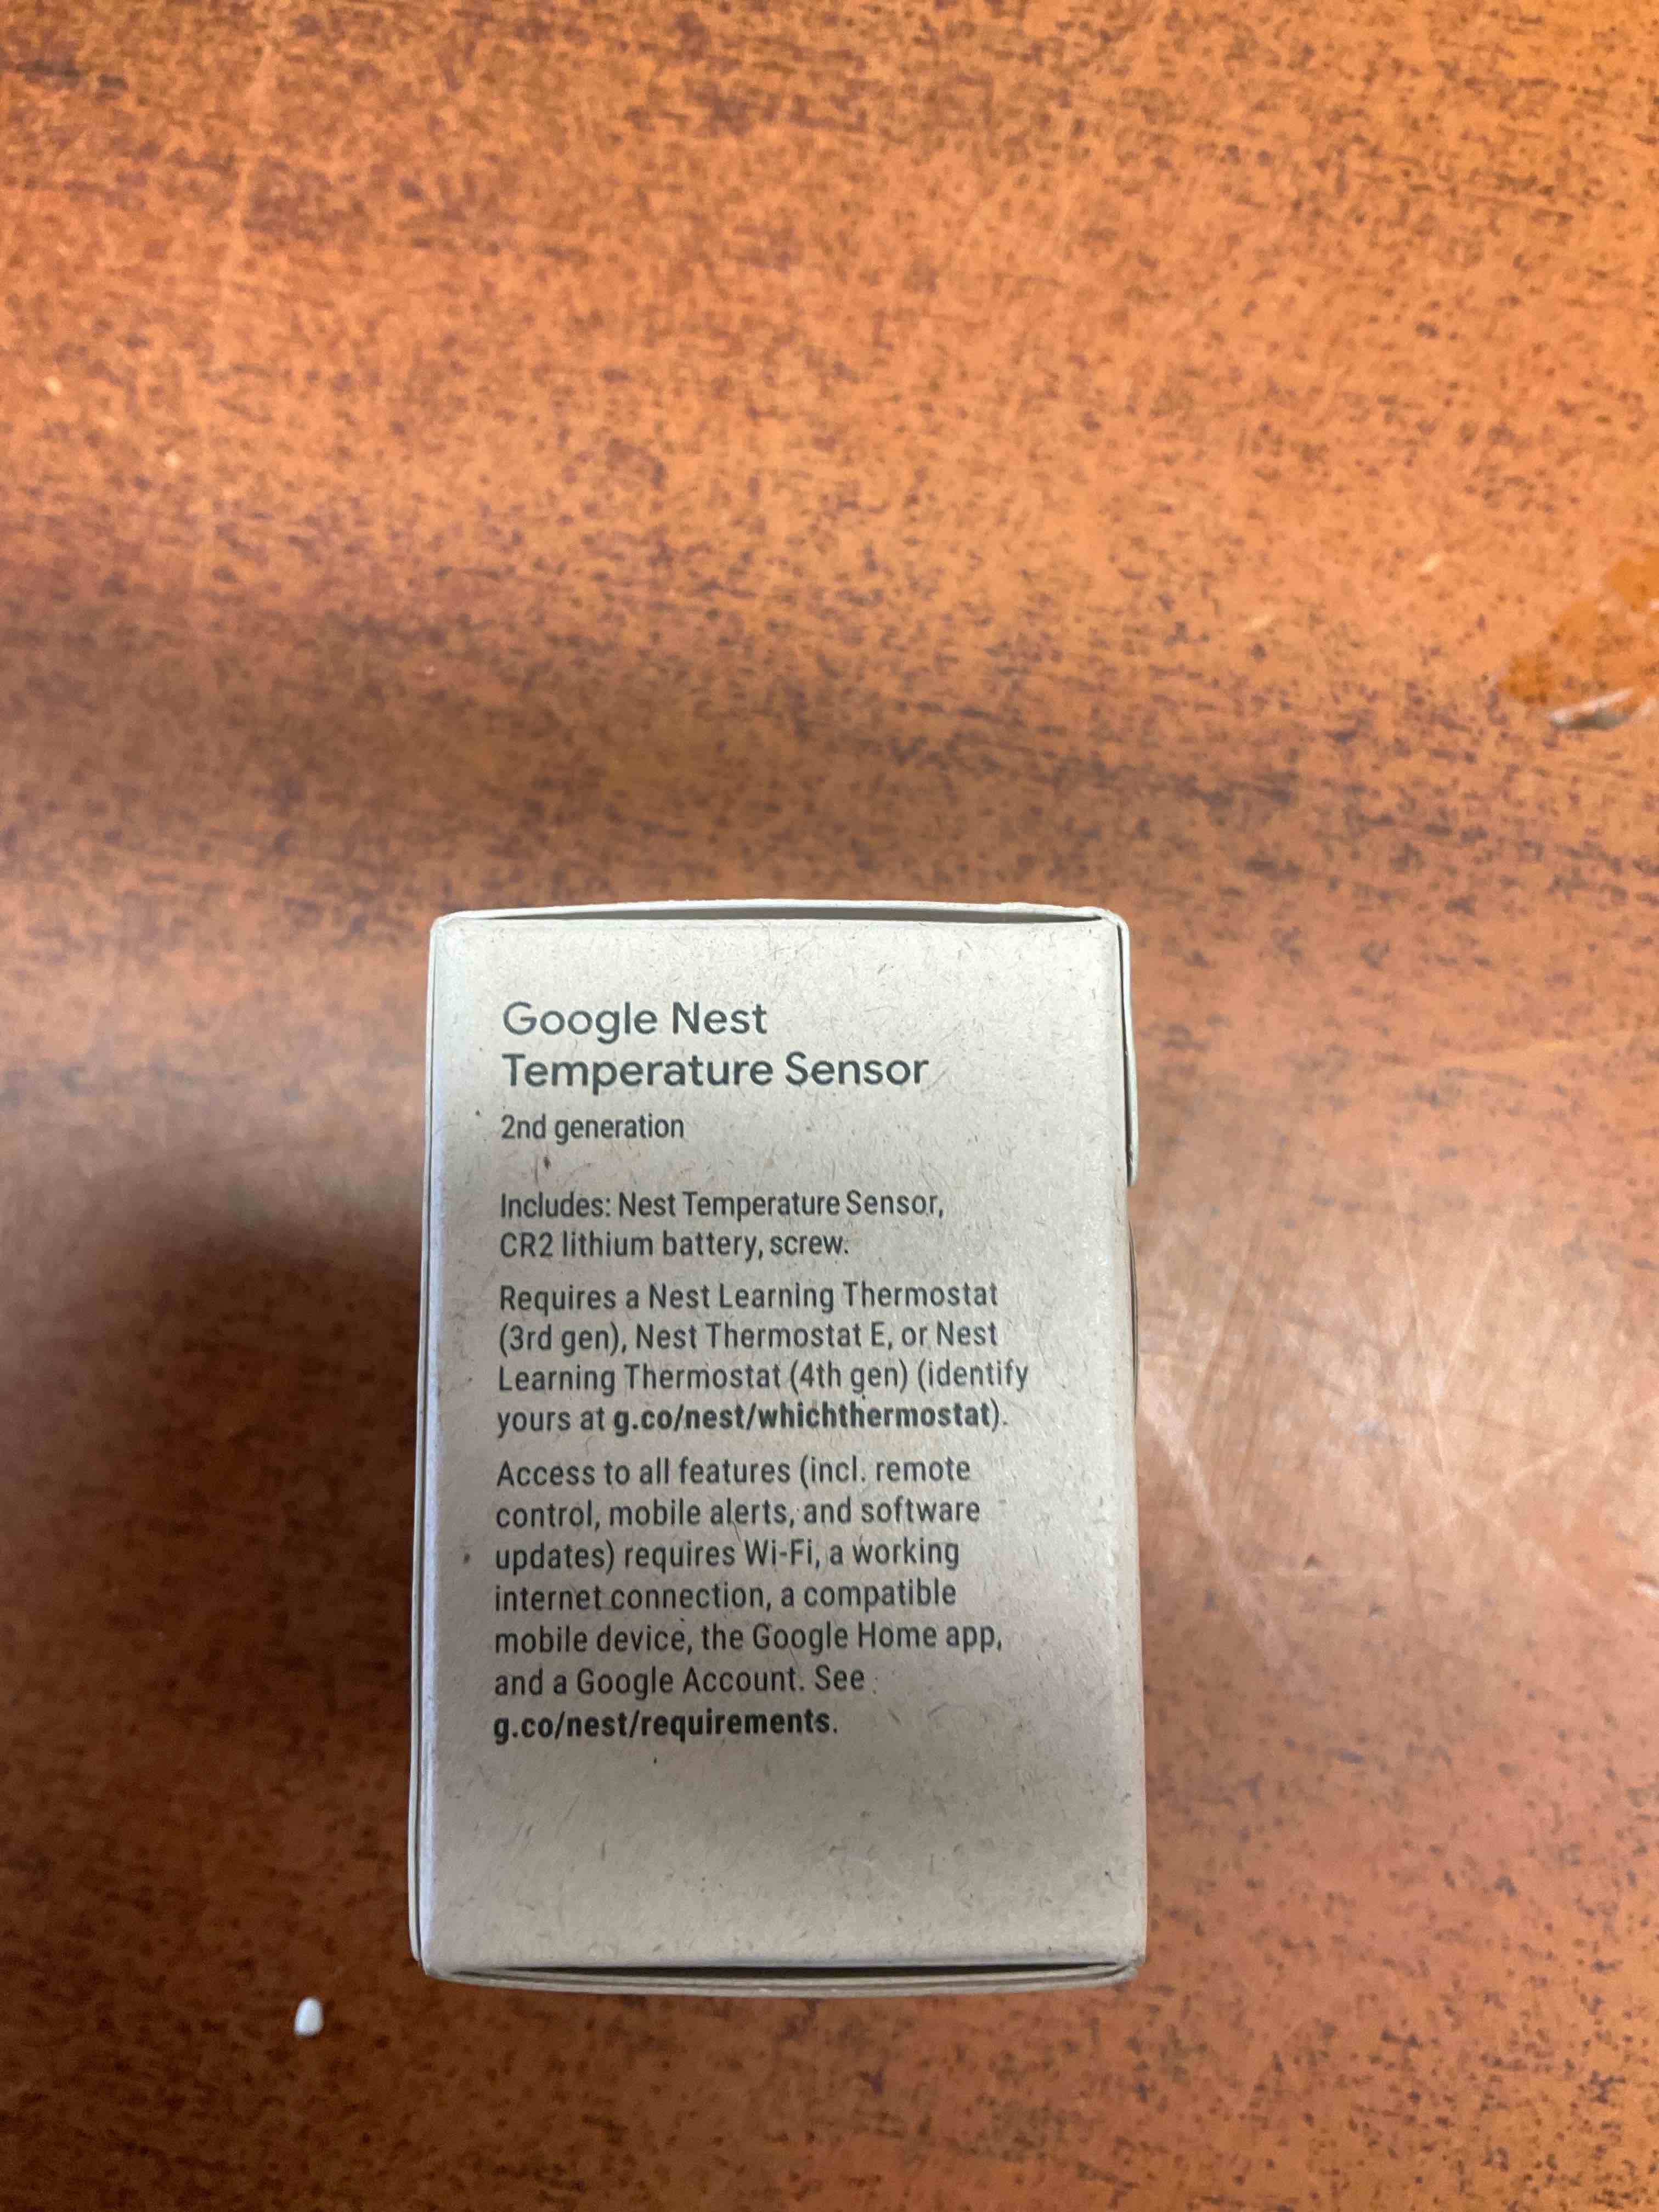 Google Nest
Temperature Sensor
2nd generation
Includes: Nest Temperature Sensor,
CR2 lithium battery, screw.
Requires a Nest Learning Thermostat
(3rd gen), Nest Thermostat E, or Nest
Learning Thermostat (4th gen) (identify
yours at g.co/nest/whichthermostat).
Access to all features (incl. remote
control, mobile alerts, and software
updates) requires Wi-Fi, a working
internet connection, a compatible
mobile device, the Google Home app,
and a Google Account. See
g.co/nest/requirements.